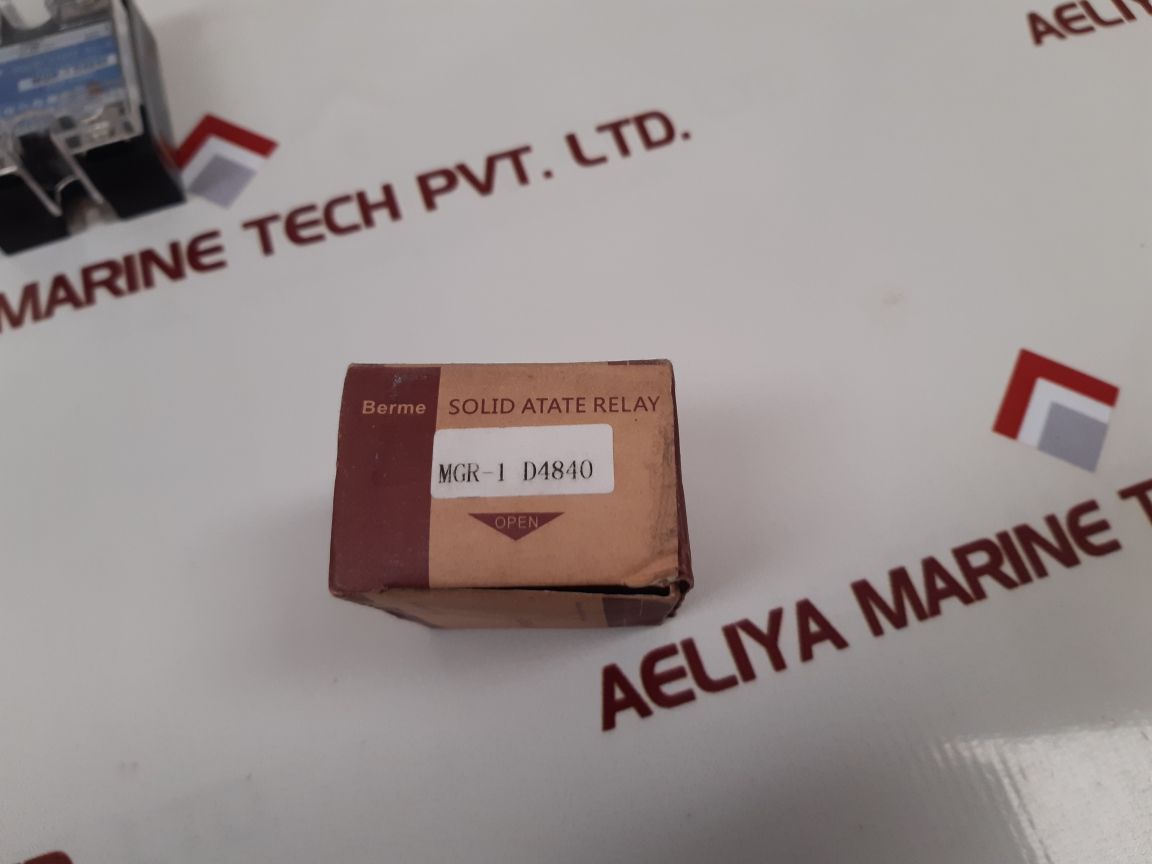 AELIY
MARINE TECH PVT. LTD.
Berme
SOLID ATATE RELAY
MGR-1 D4840
OPEN
AELIYA MARINE T